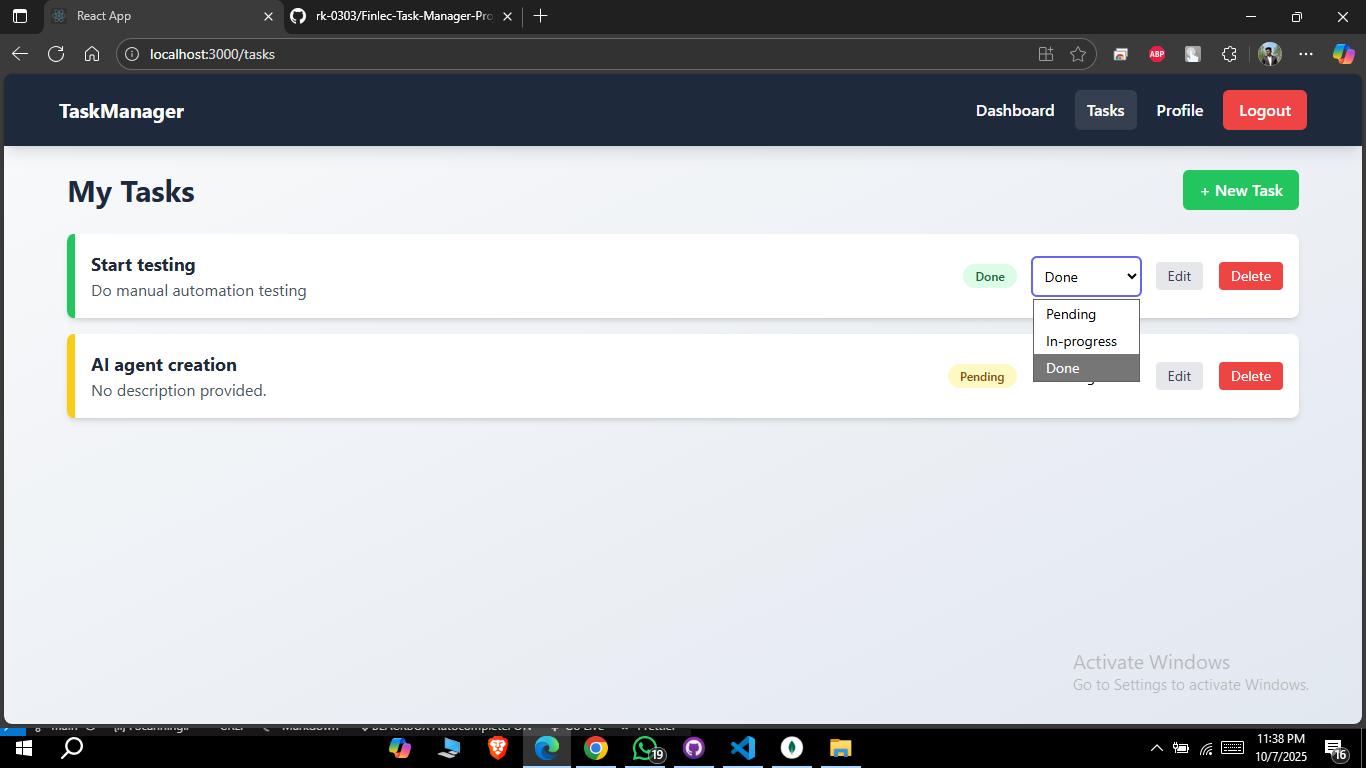 React App
rk-0303/Finlec-Task-Manager-Pro
localhost:3000/tasks
ABP
TaskManager
Dashboard
Tasks
Profile
Logout
My Tasks
+ New Task
Start testing
Do manual automation testing
Done
Done
Edit
Delete
Pending
In-progress
Done
AI agent creation
No description provided.
Pending
Edit
Delete
Activate Windows
Go to Settings to activate Windows.
19
11:38 PM
10/7/2025
16